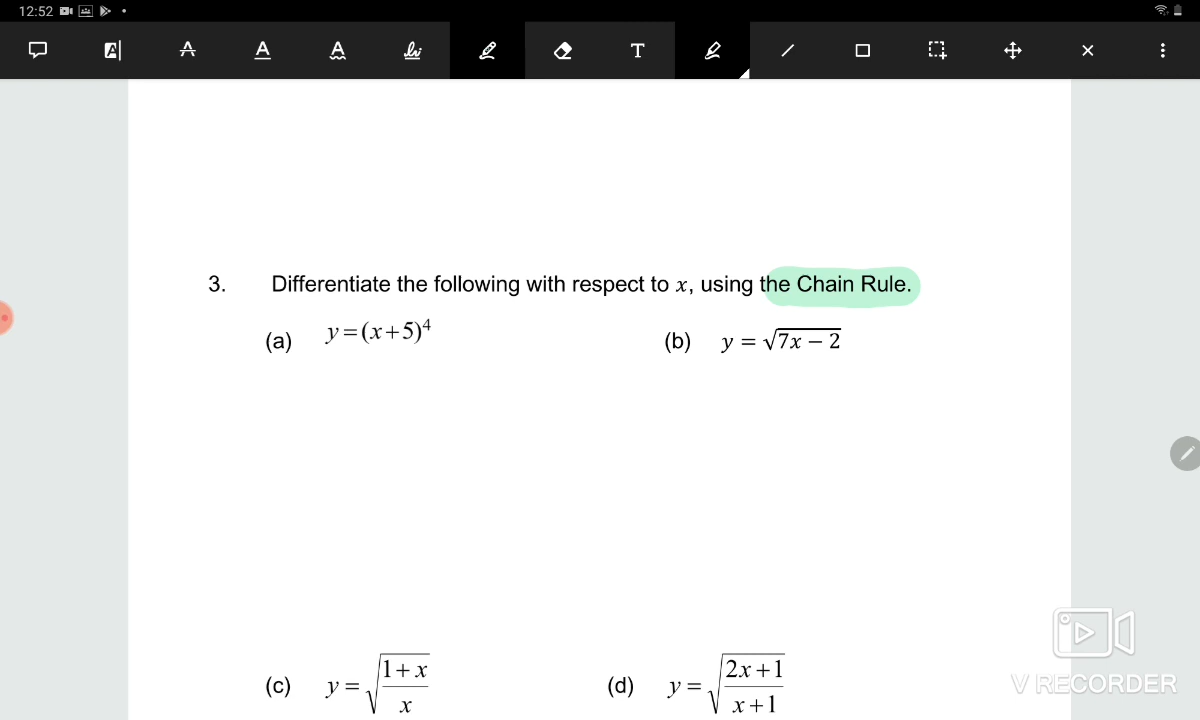 12:52
3. Differentiate the following with respect to x, using the Chain Rule.
(a) y=(x+5)⁴ (b) y = √7x − 2
(c) y = √(1+x)/x (d) y = √(2x+1)/(x+1)
V RECORDER